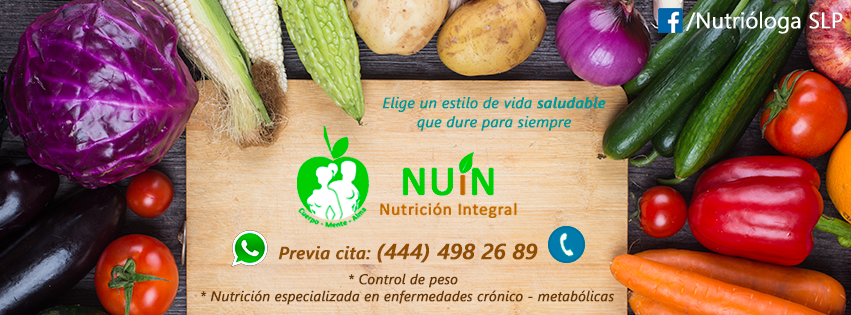 /Nutrióloga SLP
Elige un estilo de vida saludable
que dure para siempre
NUiN
Nutrición Integral
Cuerpo - Mente - Alma
Previa cita: (444) 498 26 89
* Control de peso
* Nutrición especializada en enfermedades crónico - metabólicas